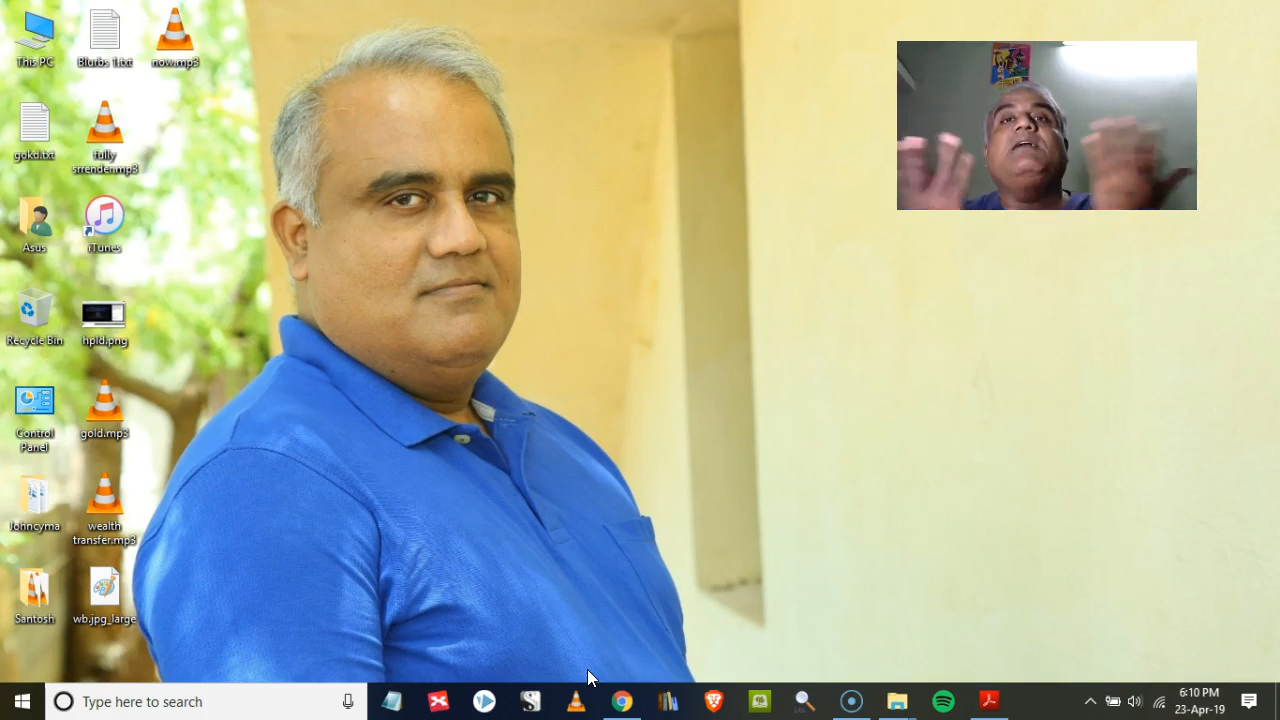 This PC
Blurbs 1.txt
now.mp3
gokd.txt
fully
srrender.mp3
Asus
iTunes
Recycle Bin
hpld.png
Control
Panel
gold.mp3
Johncyma
wealth
transfer.mp3
Santosh
wb.jpg_large
Type here to search
6:10 PM
23-Apr-19